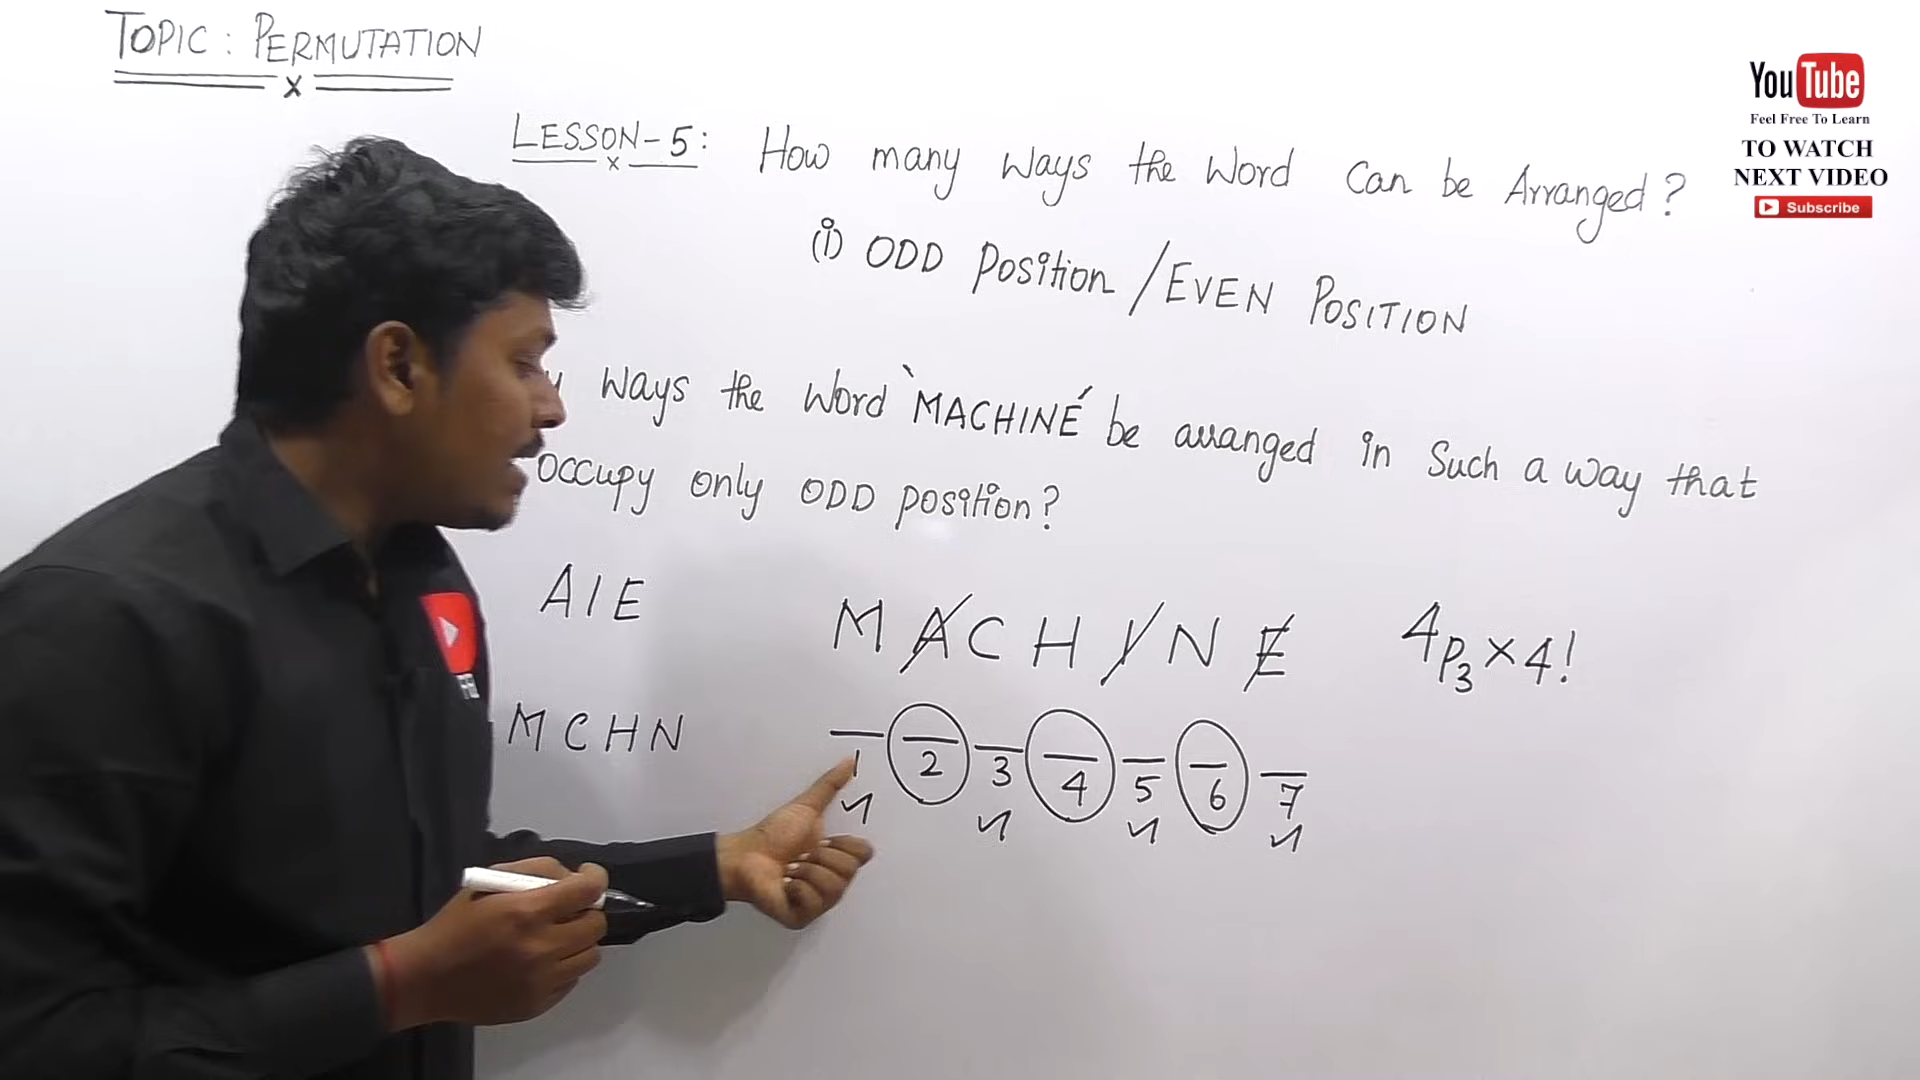 TOPIC : PERMUTATION
x
YouTube
Feel Free To Learn
TO WATCH
NEXT VIDEO
Subscribe
LESSON-5: How many ways the word can be Arranged?
x
(i) ODD Position / EVEN POSITION
ways the word `MACHINE´ be arranged in such a way that
occupy only ODD position?
AIE
MACHINE
4P3×4!
MCHN
1 2 3 4 5 6 7